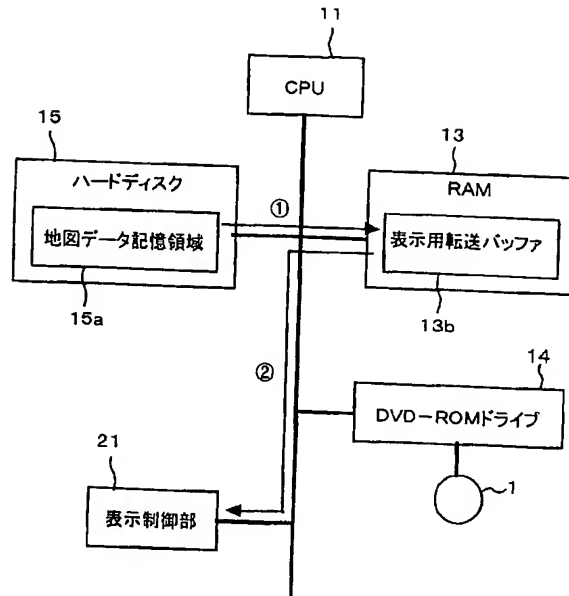 11
CPU
15
ハードディスク
地図データ記憶領域
15a
①
13
RAM
表示用転送バッファ
13b
②
14
DVD－ROMドライブ
1
21
表示制御部